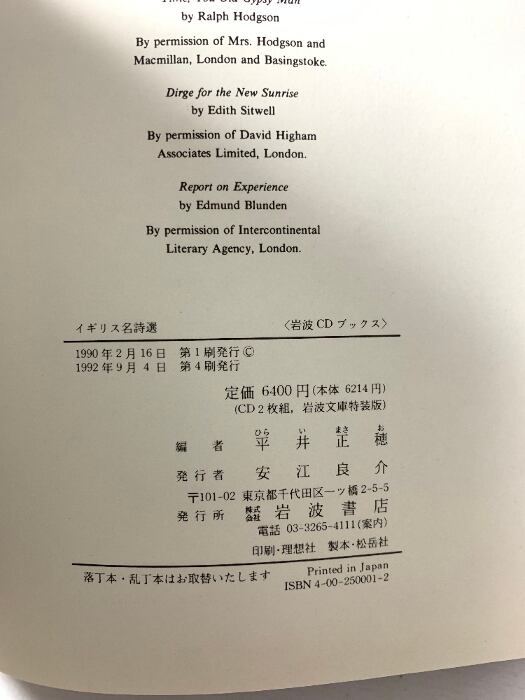 Time, You Old Gypsy Man
by Ralph Hodgson
By permission of Mrs. Hodgson and
Macmillan, London and Basingstoke.
Dirge for the New Sunrise
by Edith Sitwell
By permission of David Higham
Associates Limited, London.
Report on Experience
by Edmund Blunden
By permission of Intercontinental
Literary Agency, London.
イギリス名詩選 〈岩波CDブックス〉
1990年2月16日 第1刷発行©
1992年9月4日 第4刷発行
定価 6400円(本体 6214円)
(CD2枚組，岩波文庫特装版)
ひら い まさ お
編者 平井正穂
発行者 安江良介
〒101-02 東京都千代田区一ツ橋2-5-5
発行所 株式会社 岩波書店
電話 03-3265-4111(案内)
印刷・理想社 製本・松岳社
落丁本・乱丁本はお取替いたします Printed in Japan
ISBN 4-00-250001-2